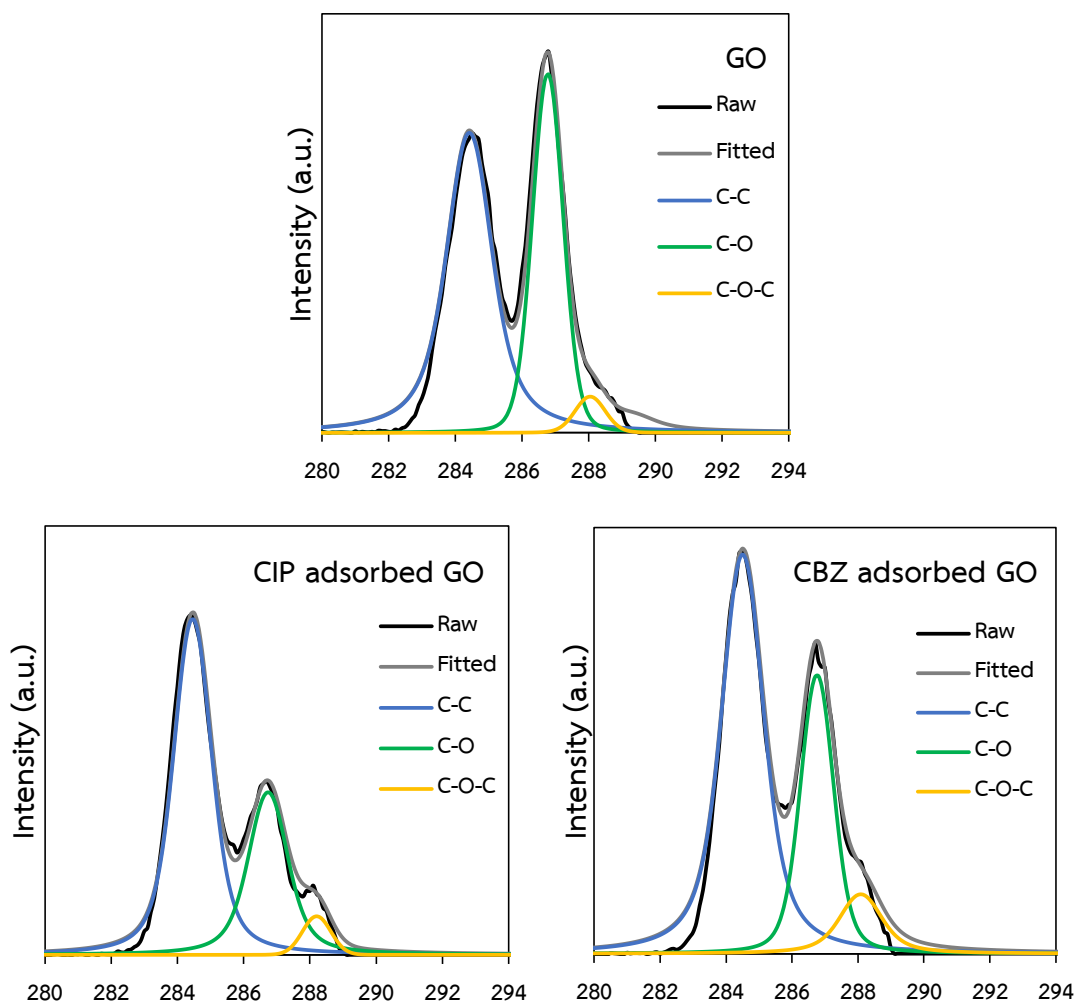 GO
Raw
Fitted
C-C
C-O
C-O-C
Intensity (a.u.)
280 282 284 286 288 290 292 294
CIP adsorbed GO
Raw
Fitted
C-C
C-O
C-O-C
Intensity (a.u.)
280 282 284 286 288 290 292 294
CBZ adsorbed GO
Raw
Fitted
C-C
C-O
C-O-C
Intensity (a.u.)
280 282 284 286 288 290 292 294